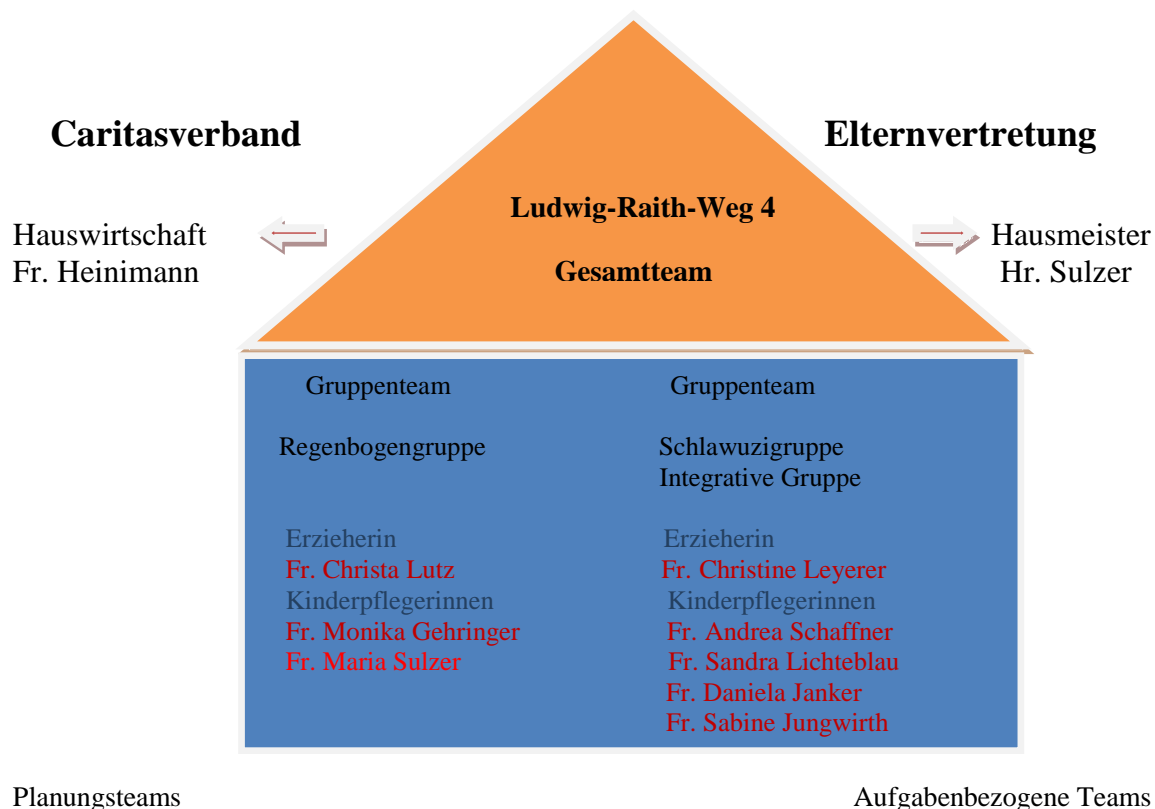 Caritasverband
Elternvertretung
Ludwig-Raith-Weg 4
Gesamtteam
Hauswirtschaft
Fr. Heinimann
Hausmeister
Hr. Sulzer
Gruppenteam
Regenbogengruppe
Erzieherin
Fr. Christa Lutz
Kinderpflegerinnen
Fr. Monika Gehringer
Fr. Maria Sulzer
Gruppenteam
Schlawuzigruppe
Integrative Gruppe
Erzieherin
Fr. Christine Leyerer
Kinderpflegerinnen
Fr. Andrea Schaffner
Fr. Sandra Lichteblau
Fr. Daniela Janker
Fr. Sabine Jungwirth
Planungsteams
Aufgabenbezogene Teams